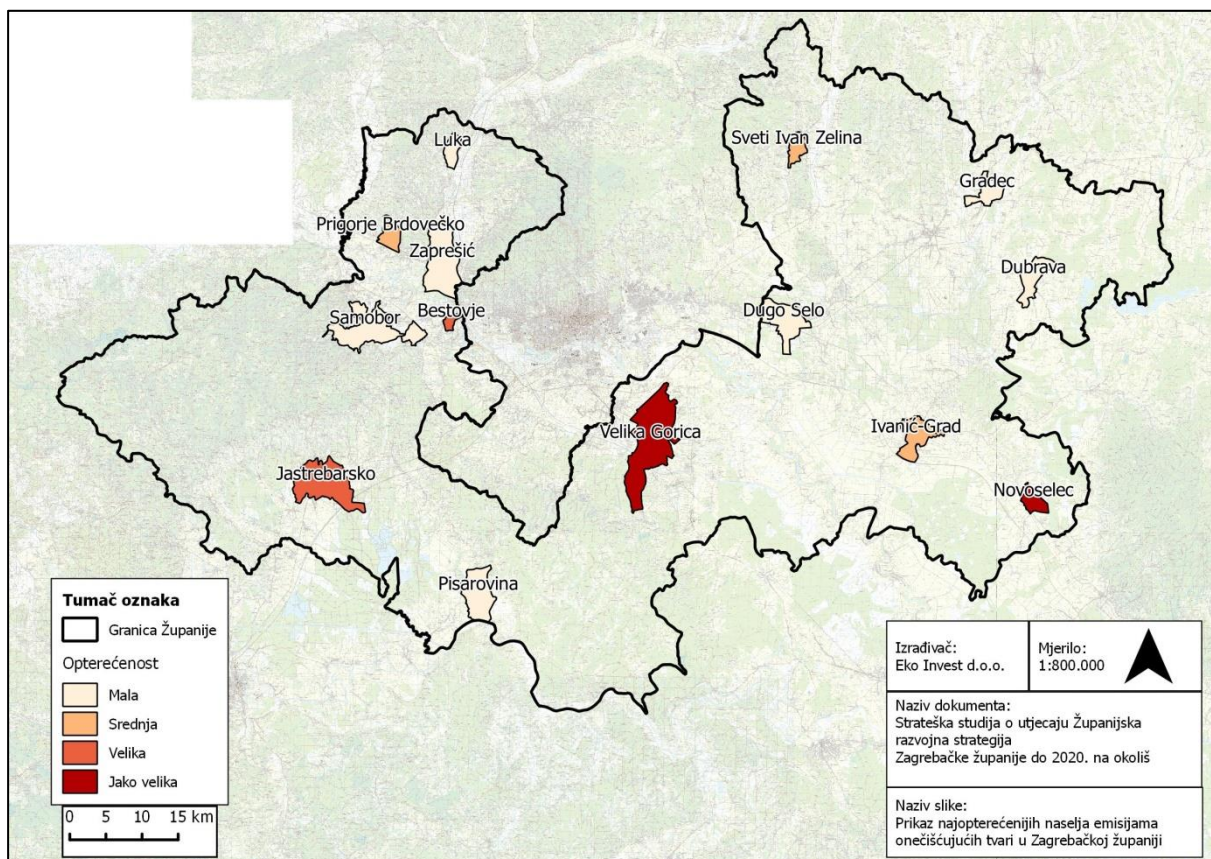 Luka
Sveti Ivan Zelina
Gradec
Prigorje Brdovečko
Zaprešić
Dubrava
Bestovje
Samobor
Dugo Selo
Velika Gorica
Ivanić-Grad
Jastrebarsko
Novoselec
Pisarovina
Tumač oznaka
Granica Županije
Opterećenost
Mala
Srednja
Velika
Jako velika
0 5 10 15 km
Izrađivač:
Eko Invest d.o.o.
Mjerilo:
1:800.000
Naziv dokumenta:
Strateška studija o utjecaju Županijska
razvojna strategija
Zagrebačke županije do 2020. na okoliš
Naziv slike:
Prikaz najopterećenijih naselja emisijama
onečišćujućih tvari u Zagrebačkoj županiji